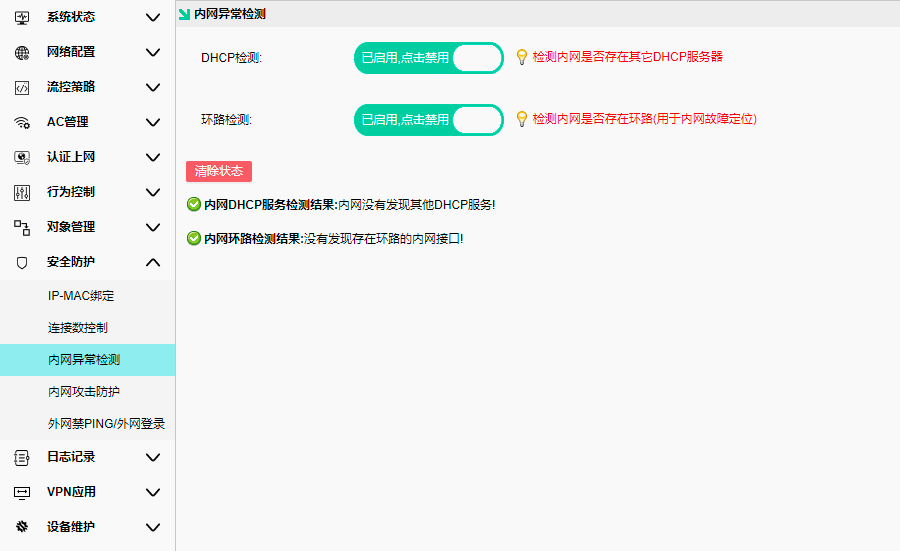 系统状态
网络配置
流控策略
AC管理
认证上网
行为控制
对象管理
安全防护
IP-MAC绑定
连接数控制
内网异常检测
内网攻击防护
外网禁PING/外网登录
日志记录
VPN应用
设备维护
内网异常检测
DHCP检测: 已启用,点击禁用 检测内网是否存在其它DHCP服务器
环路检测: 已启用,点击禁用 检测内网是否存在环路(用于内网故障定位)
清除状态
内网DHCP服务检测结果:内网没有发现其他DHCP服务!
内网环路检测结果:没有发现存在环路的内网接口!